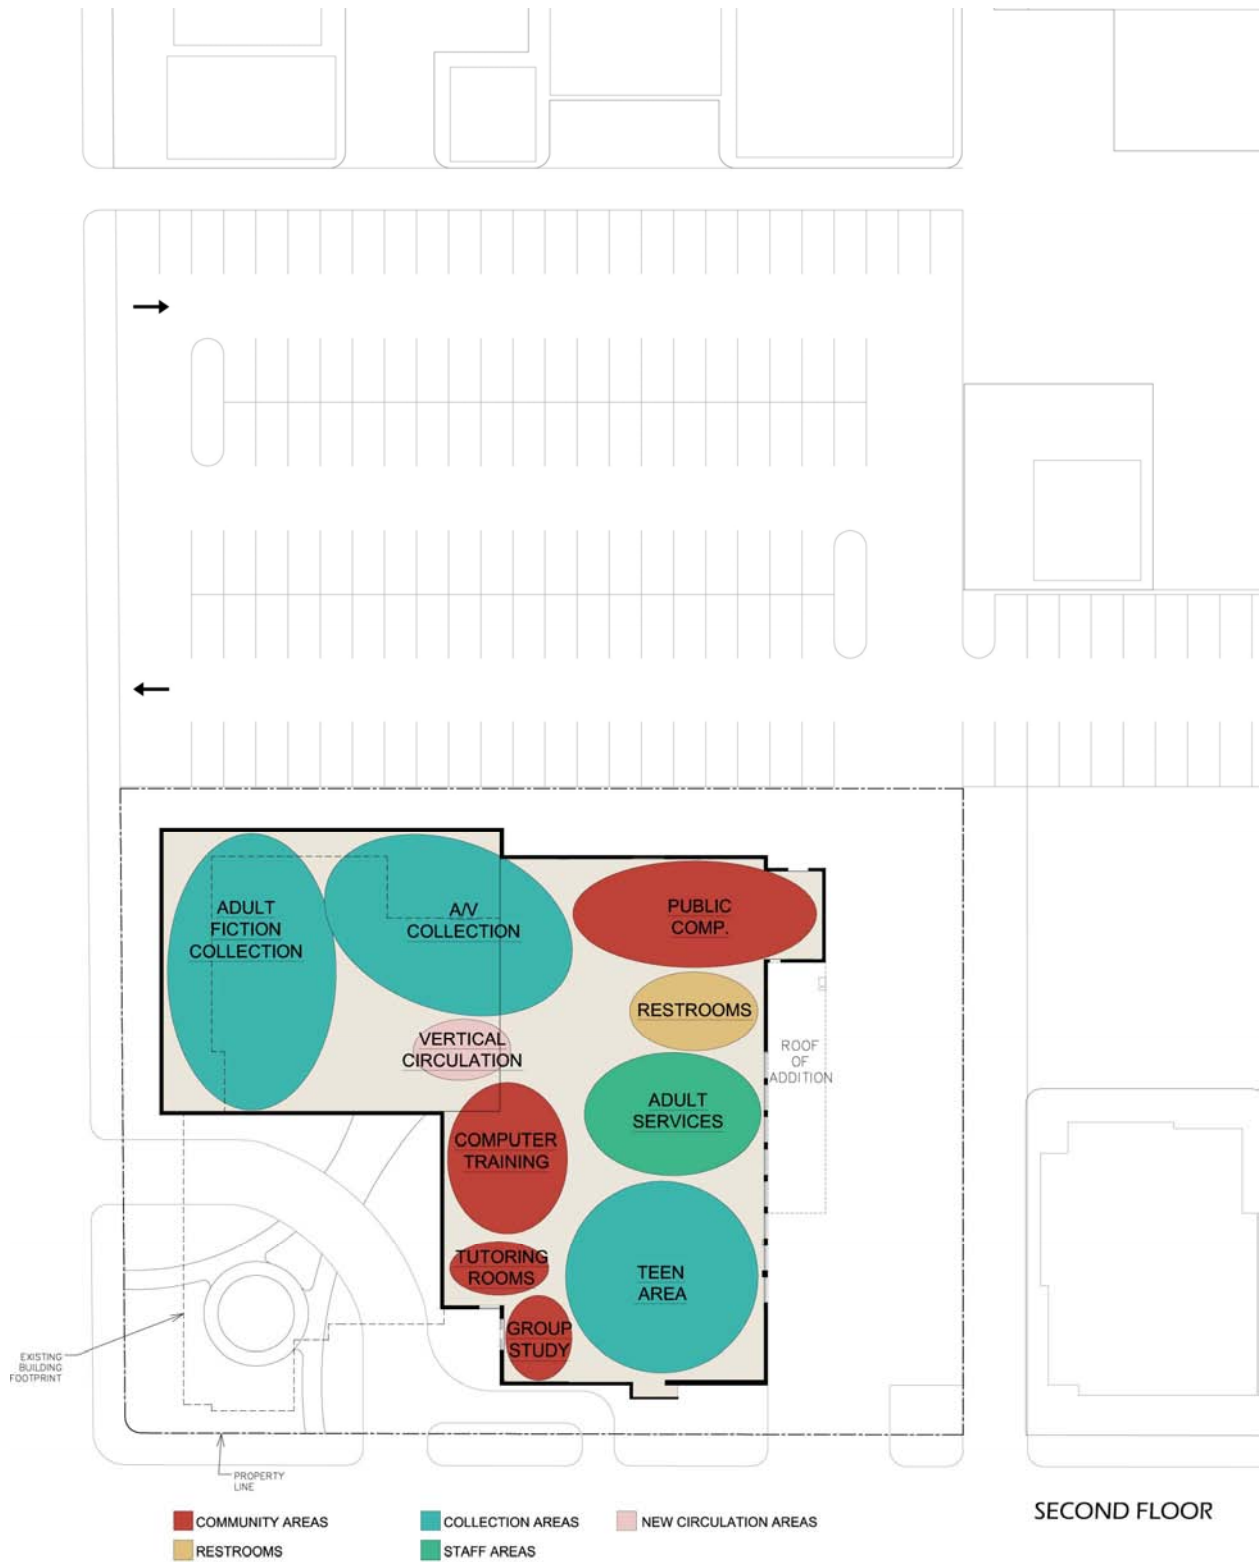 ADULT
FICTION
COLLECTION
A/V
COLLECTION
PUBLIC
COMP.
RESTROOMS
VERTICAL
CIRCULATION
ROOF
OF
ADDITION
ADULT
SERVICES
COMPUTER
TRAINING
TUTORING
ROOMS
TEEN
AREA
GROUP
STUDY
EXISTING
BUILDING
FOOTPRINT
PROPERTY
LINE
COMMUNITY AREAS
COLLECTION AREAS
NEW CIRCULATION AREAS
RESTROOMS
STAFF AREAS
SECOND FLOOR